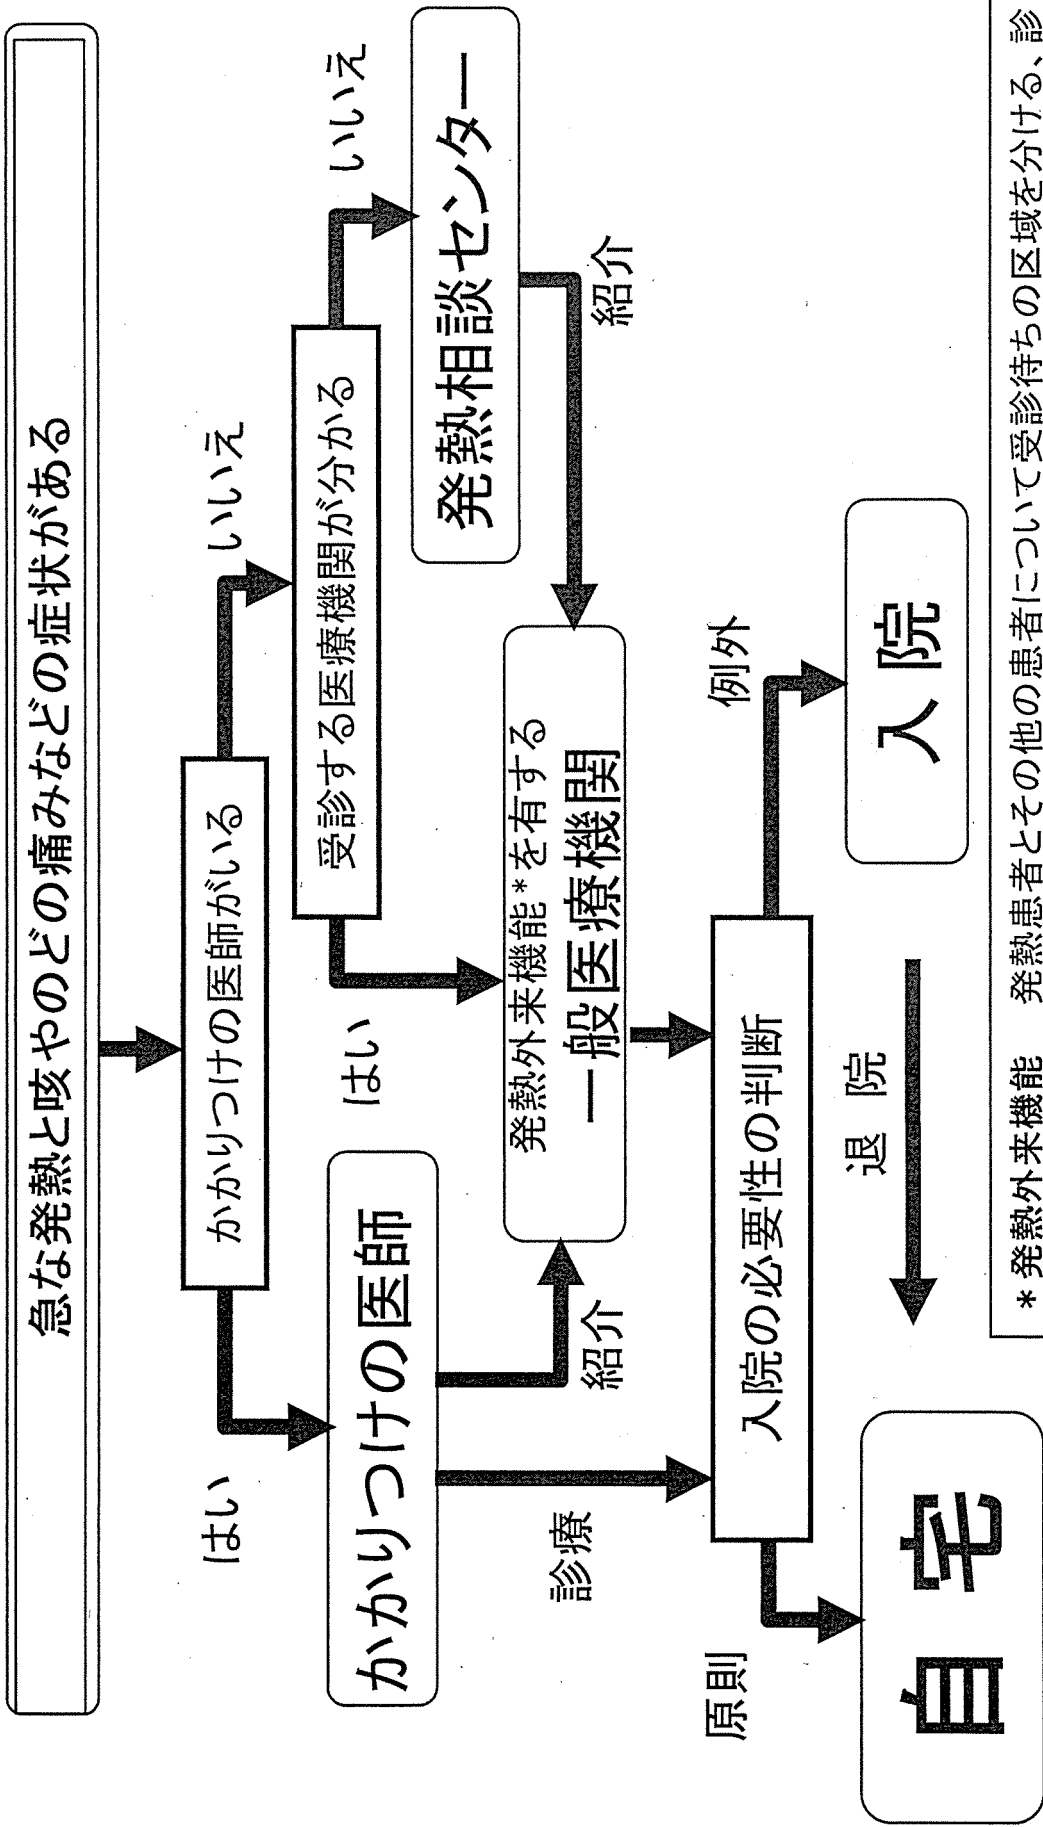 急な発熱と咳やのどの痛みなどの症状がある
かかりつけの医師がいる
はい
いいえ
かかりつけの医師
受診する医療機関が分かる
はい
いいえ
発熱相談センター
紹介
紹介
診療
発熱外来機能*を有する
一般医療機関
入院の必要性の判断
原則
例外
自宅
退院
入院
*発熱外来機能 発熱患者とその他の患者について受診待ちの区域を分ける、診